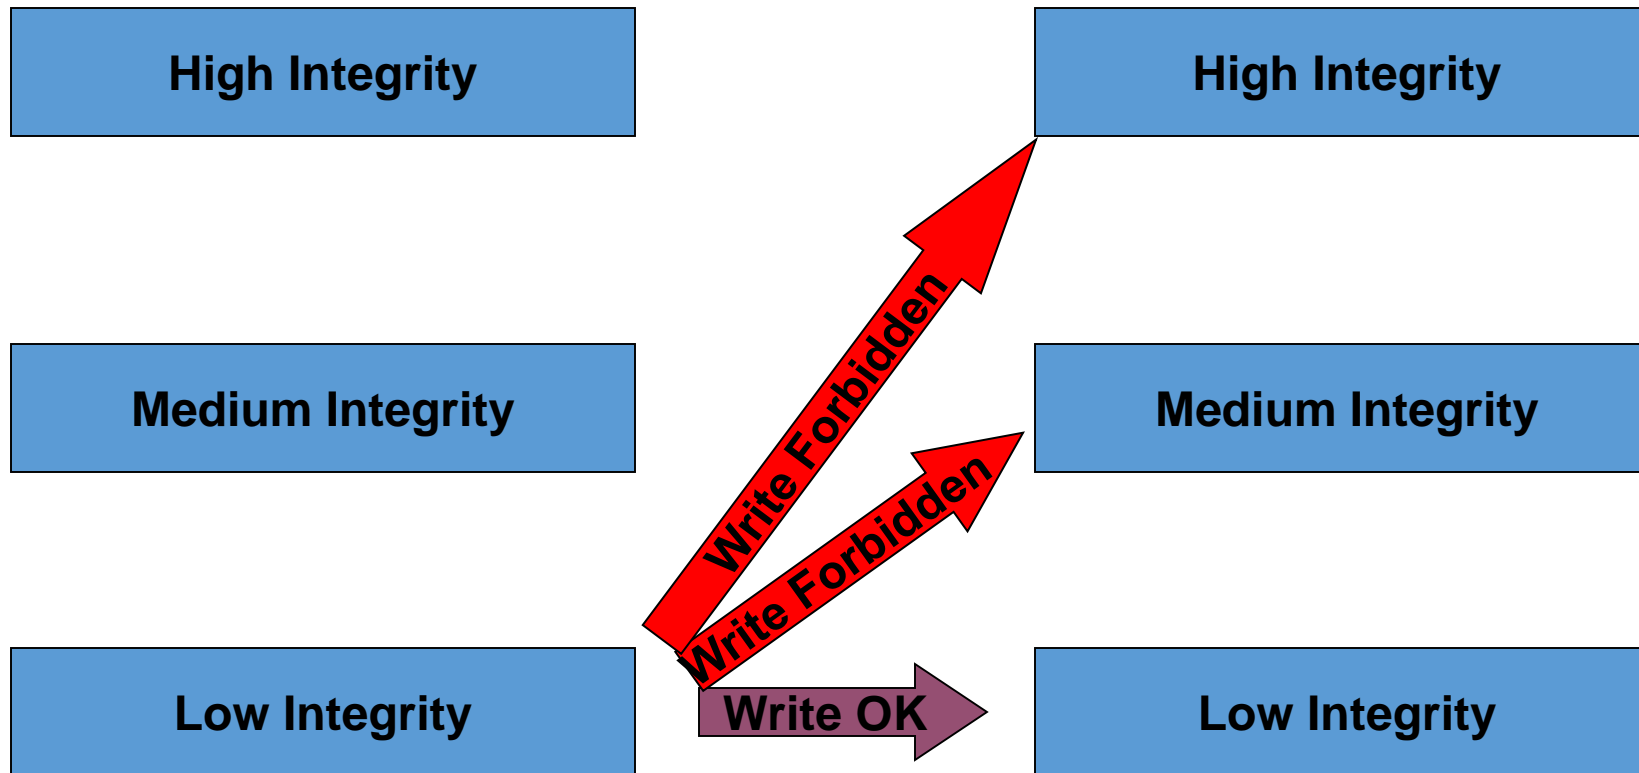 High Integrity
High Integrity
Write Forbidden
Medium Integrity
Medium Integrity
Write Forbidden
Low Integrity
Write OK
Low Integrity